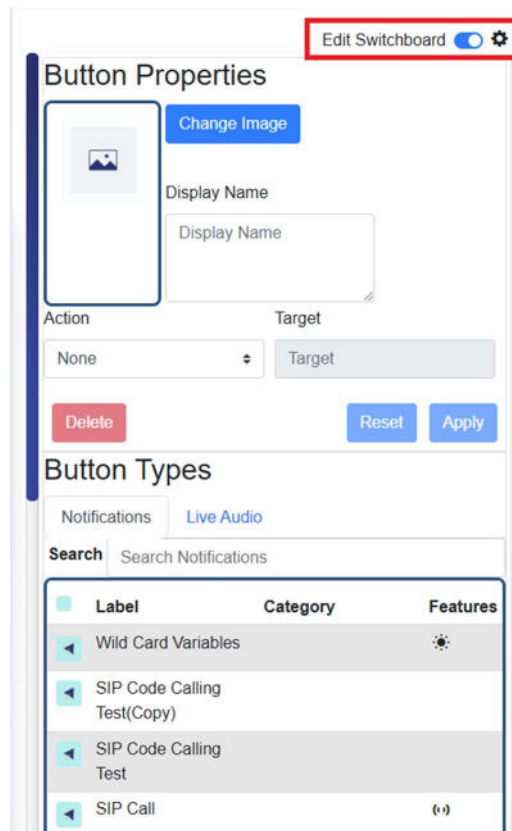 Edit Switchboard
Button Properties
Change Image
Display Name
Display Name
Action Target
None Target
Delete Reset Apply
Button Types
Notifications Live Audio
Search Search Notifications
Label Category Features
Wild Card Variables
SIP Code Calling
Test(Copy)
SIP Code Calling
Test
SIP Call